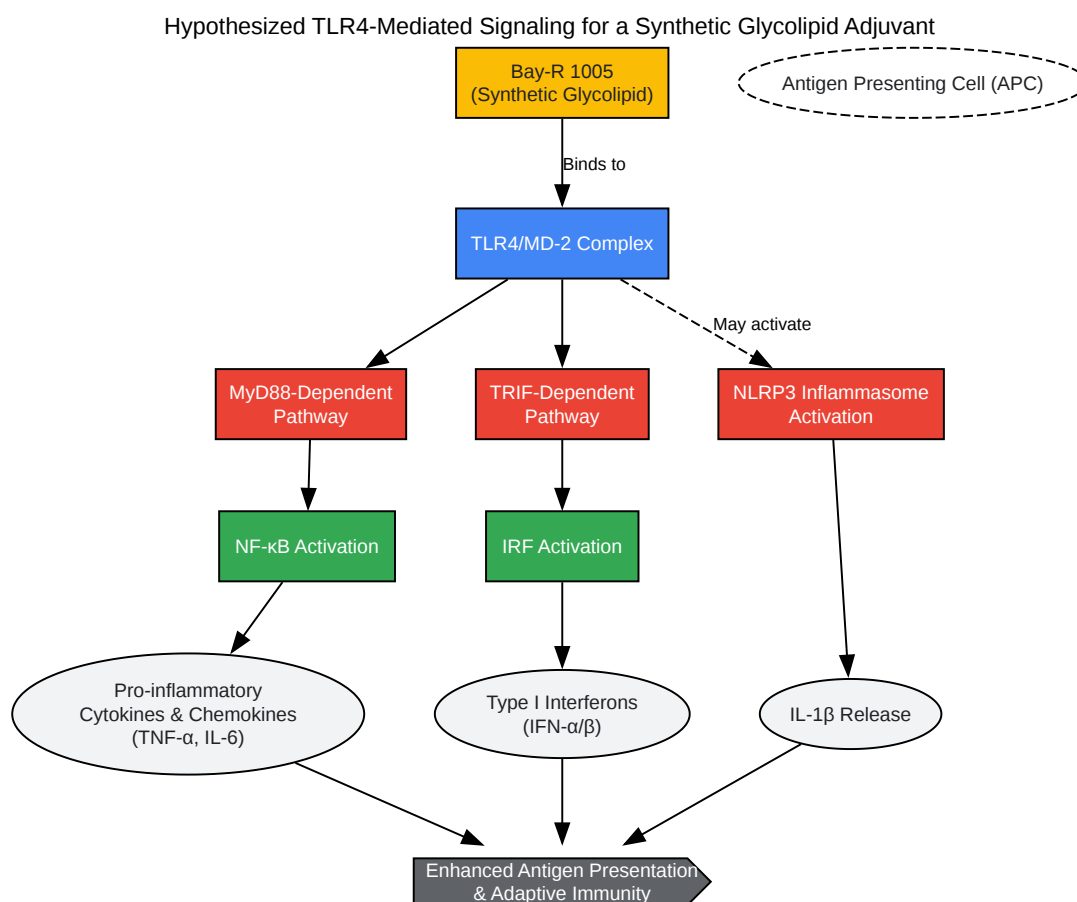 Hypothesized TLR4-Mediated Signaling for a Synthetic Glycolipid Adjuvant
Bay-R 1005
(Synthetic Glycolipid)
Antigen Presenting Cell (APC)
Binds to
TLR4/MD-2 Complex
May activate
MyD88-Dependent
Pathway
TRIF-Dependent
Pathway
NLRP3 Inflammasome
Activation
NF-κB Activation
IRF Activation
Pro-inflammatory
Cytokines & Chemokines
(TNF-α, IL-6)
Type I Interferons
(IFN-α/β)
IL-1β Release
Enhanced Antigen Presentation
& Adaptive Immunity